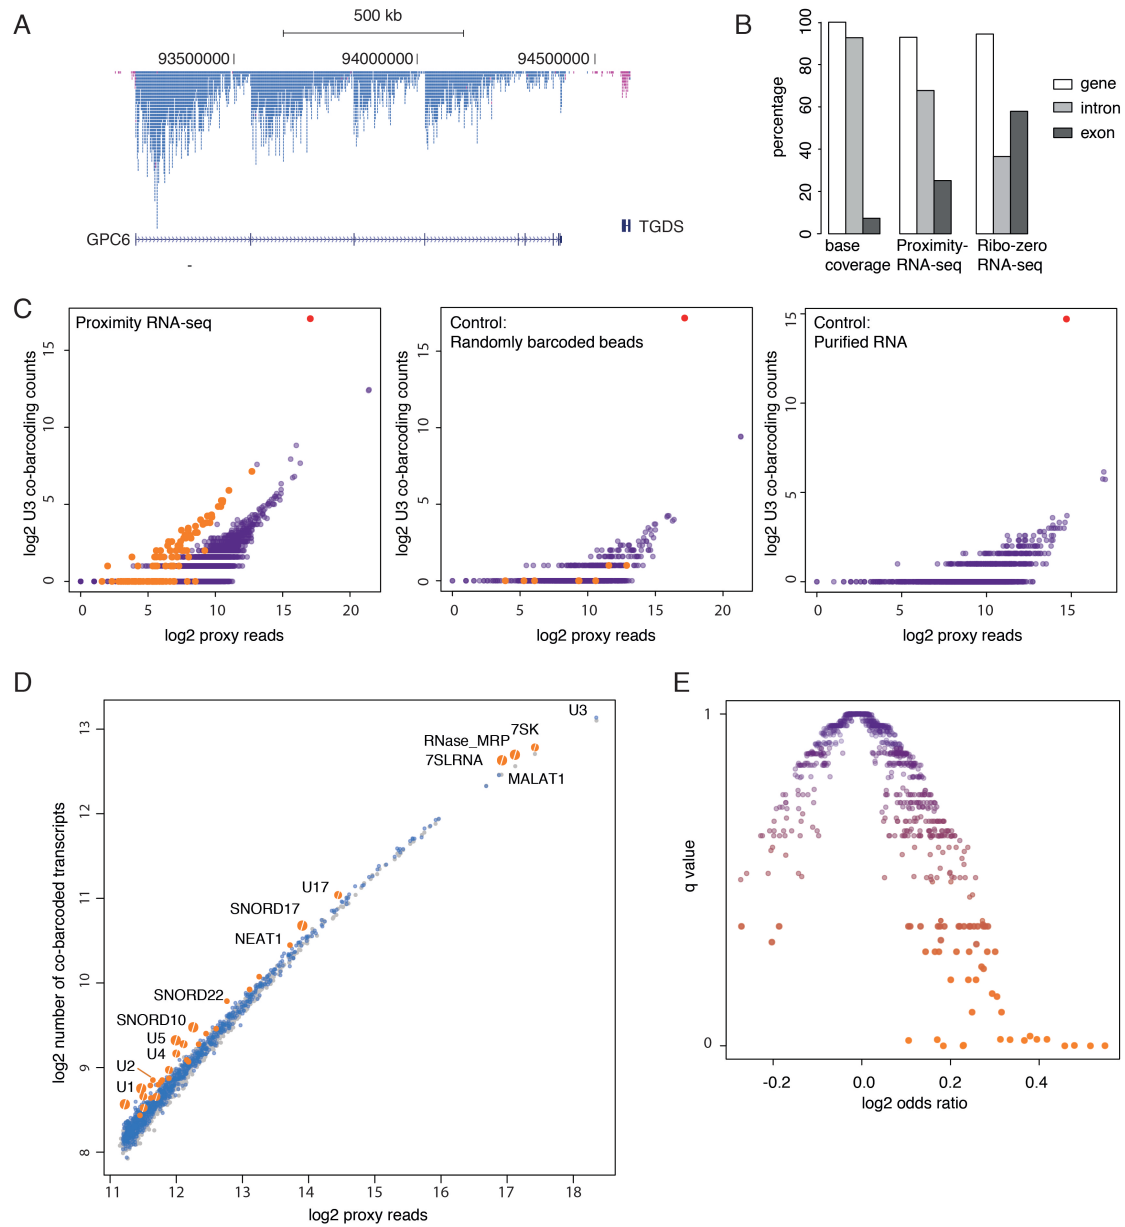 A
500 kb
93500000
94000000
94500000
GPC6
TGDS
B
percentage
100
80
60
40
20
0
gene
intron
exon
base
coverage
Proximity-
RNA-seq
Ribo-zero
RNA-seq
C
Proximity RNA-seq
log2 U3 co-barcoding counts
15
10
5
0
0
5
10
15
20
log2 proxy reads
Control:
Randomly barcoded beads
log2 U3 co-barcoding counts
15
10
5
0
0
5
10
15
20
log2 proxy reads
Control:
Purified RNA
log2 U3 co-barcoding counts
15
10
5
0
0
5
10
15
log2 proxy reads
D
log2 number of co-barcoded transcripts
13
12
11
10
9
8
U3
7SK
RNase_MRP
7SLRNA
MALAT1
U17
SNORD17
NEAT1
SNORD22
SNORD10
U5
U4
U2
U1
11
12
13
14
15
16
17
18
log2 proxy reads
E
q value
1
0
-0.2
0.0
0.2
0.4
log2 odds ratio